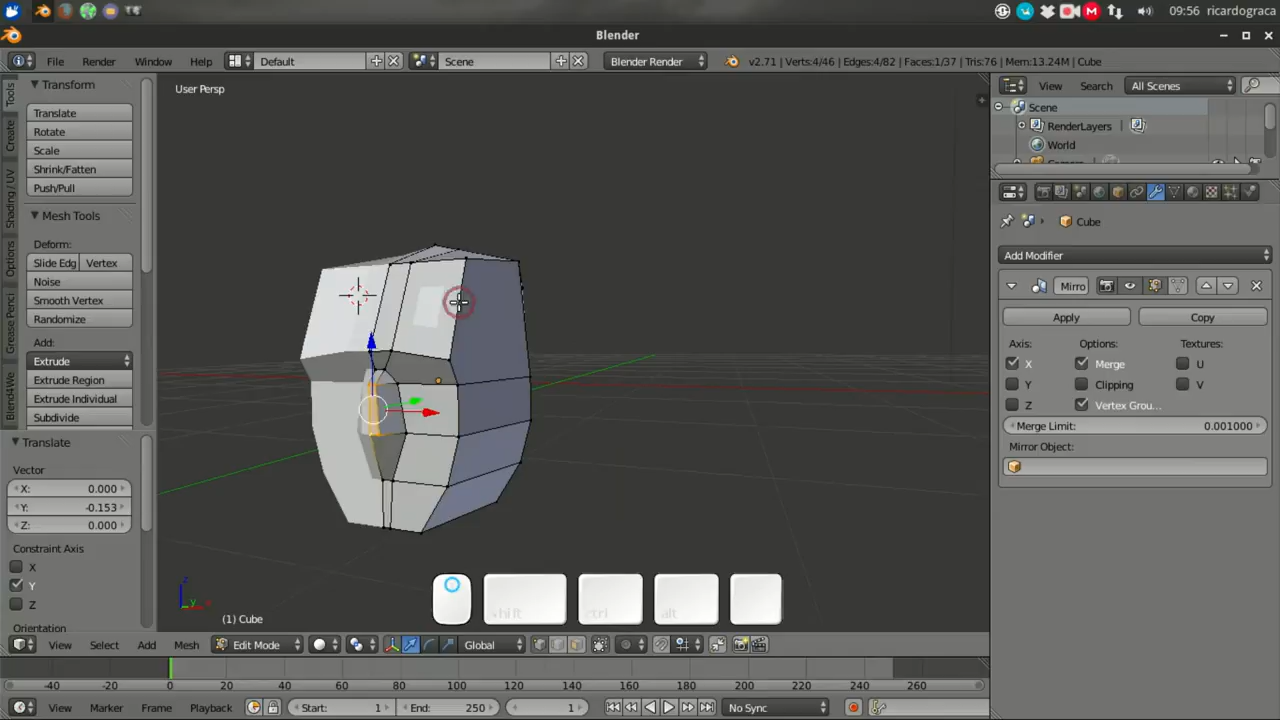 09:56 ricardograca
Blender
File Render Window Help Default Scene Blender Render v2.71 | Verts:4/46 | Edges:4/82 | Faces:1/37 | Tris:76 | Mem:13.24M | Cube
Tools
Create
Shading / UV
Options
Grease Penci
Blend4We
Transform
Translate
Rotate
Scale
Shrink/Fatten
Push/Pull
Mesh Tools
Deform:
Slide Edg Vertex
Noise
Smooth Vertex
Randomize
Add:
Extrude
Extrude Region
Extrude Individual
Subdivide
Translate
Vector
X: 0.000
Y: -0.153
Z: 0.000
Constraint Axis
X
Y
Z
Orientation
User Persp
z
y x
(1) Cube
shift ctrl alt
View Select Add Mesh Edit Mode Global
View Search All Scenes
Scene
RenderLayers |
World
Cube
Add Modifier
Mirro
Apply Copy
Axis: Options: Textures:
X Merge U
Y Clipping V
Z Vertex Grou...
Merge Limit: 0.001000
Mirror Object:
-40 -20 0 20 40 60 80 100 120 140 160 180 200 220 240 260
View Marker Frame Playback Start: 1 End: 250 1 No Sync